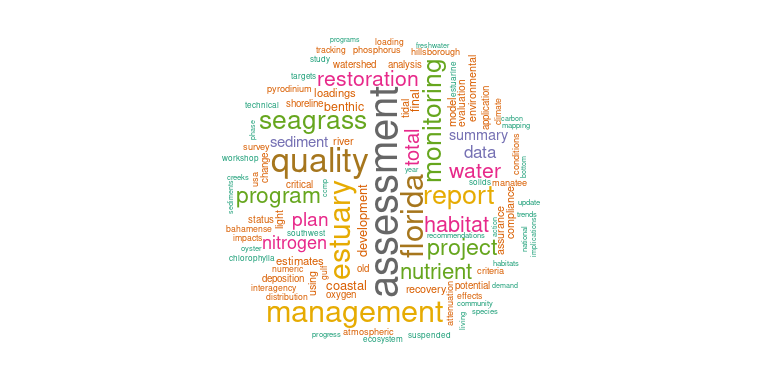 programs
loading
freshwater
tracking
phosphorus
hillsborough
study
watershed
analysis
targets
restoration
monitoring
estuarine
environmental
pyrodinium
loadings
assessment
final
model
evaluation
application
technical
shoreline
benthic
tidal
climate
carbon
mapping
seagrass
phase
sediment
river
total
summary
conditions
survey
quality
data
workshop
change
bottom
water
year
usa
critical
ccmp
solids
manatee
creeks
sediments
program
estuary
development
florida
report
compliance
update
status
light
plan
habitat
assurance
action
trends
bahamense
southwest
recommendations
national
implications
impacts
nitrogen
project
oyster
chlorophylla
estimates
gulf
old
nutrient
habitats
numeric
criteria
deposition
using
coastal
recovery
potential
demand
interagency
distribution
oxygen
attenuation
effects
management
community
species
living
progress
atmospheric
ecosystem
suspended